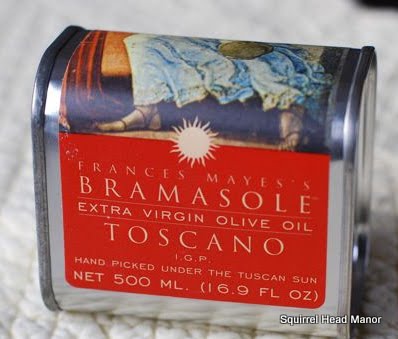 FRANCES MAYES'S
BRAMASOLE™
EXTRA VIRGIN OLIVE OIL
TOSCANO
I.G.P.
HAND PICKED UNDER THE TUSCAN SUN
NET 500 ML. (16.9 FL OZ)
Squirrel Head Manor